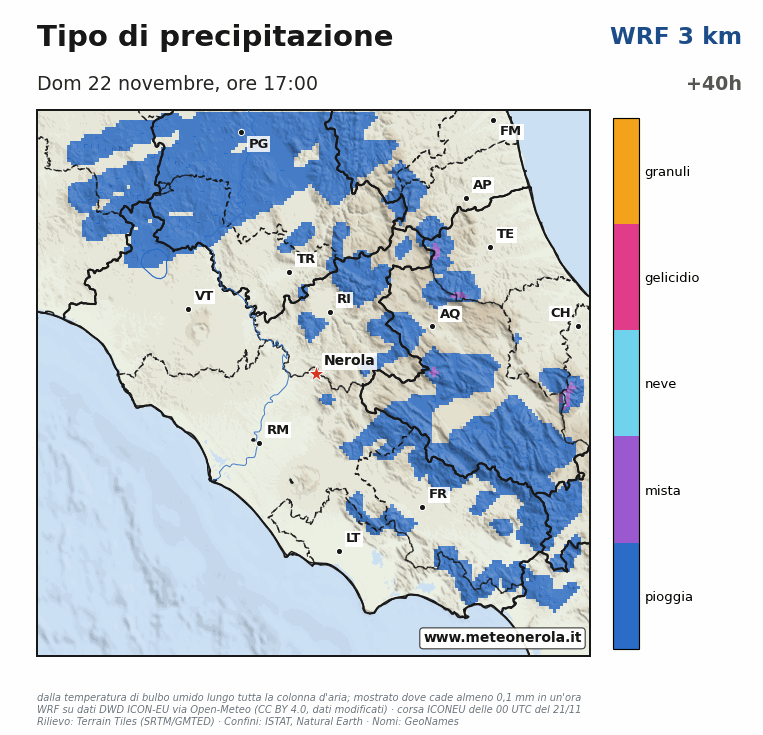 Tipo di precipitazione
WRF 3 km
Dom 22 novembre, ore 17:00
+40h
FM
PG
granuli
AP
TE
TR
gelicidio
VT
RI
AQ
CH
Nerola
neve
RM
mista
FR
LT
pioggia
www.meteonerola.it
dalla temperatura di bulbo umido lungo tutta la colonna d'aria; mostrato dove cade almeno 0,1 mm in un'ora
WRF su dati DWD ICON-EU via Open-Meteo (CC BY 4.0, dati modificati) · corsa ICONEU delle 00 UTC del 21/11
Rilievo: Terrain Tiles (SRTM/GMTED) · Confini: ISTAT, Natural Earth · Nomi: GeoNames